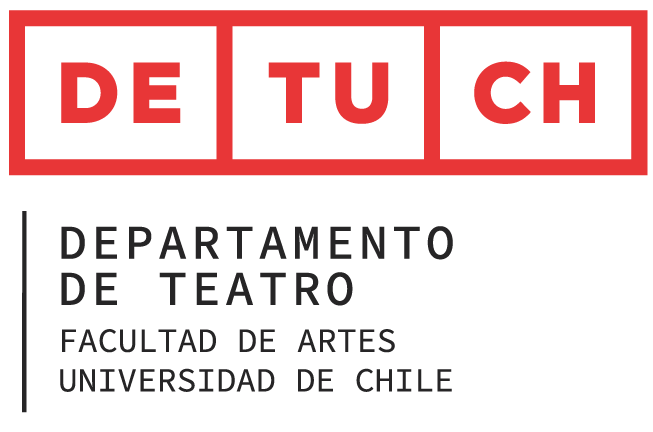 DE TU CH
DEPARTAMENTO
DE TEATRO
FACULTAD DE ARTES
UNIVERSIDAD DE CHILE